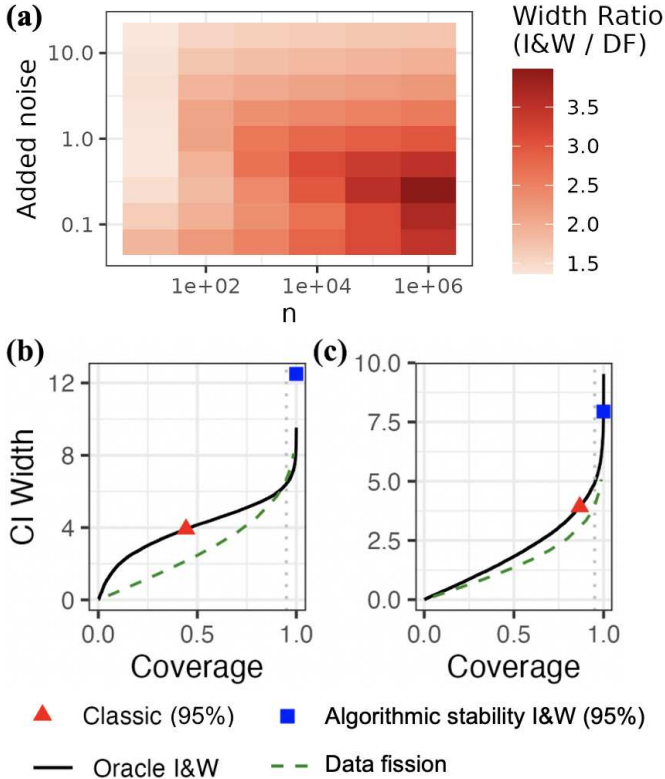 (a)
Width Ratio
(I&W / DF)
Added noise
10.0
1.0
0.1
3.5
3.0
2.5
2.0
1.5
1e+02
1e+04
1e+06
n
(b)
(c)
CI Width
12
8
4
0
10.0
7.5
5.0
2.5
0.0
0.0
0.5
1.0
0.0
0.5
1.0
Coverage
Coverage
Classic (95%)
Algorithmic stability I&W (95%)
Oracle I&W
Data fission